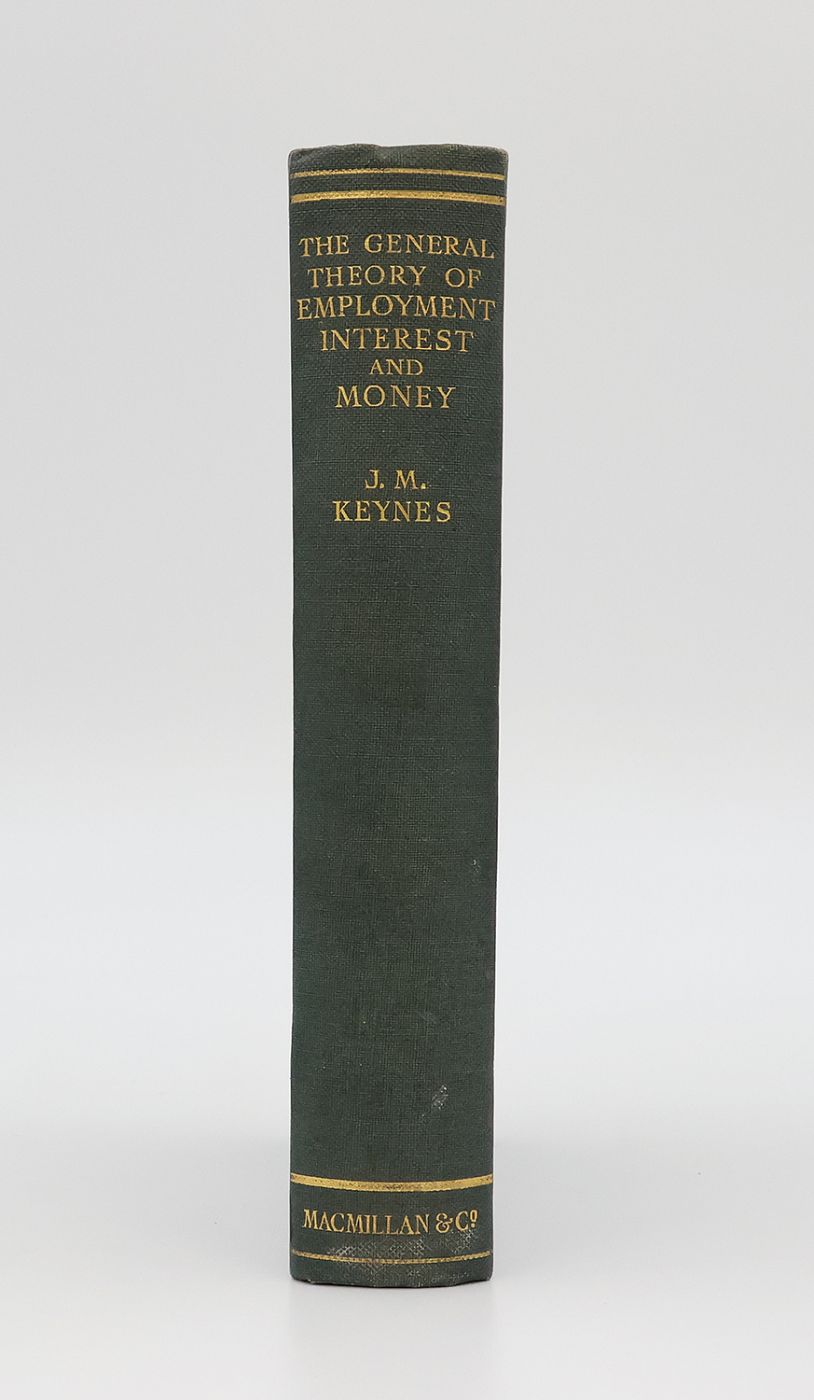 THE GENERAL
THEORY OF
EMPLOYMENT
INTEREST
AND
MONEY
J. M.
KEYNES
MACMILLAN & Cº